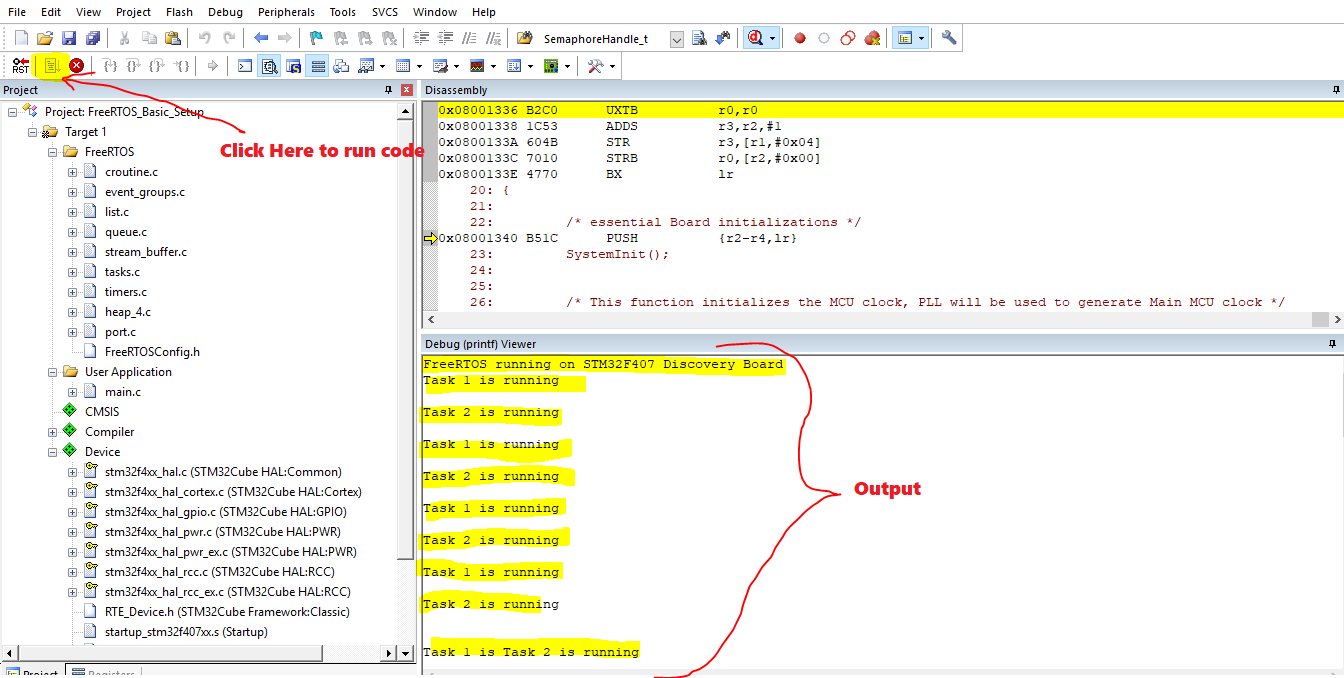 File Edit View Project Flash Debug Peripherals Tools SVCS Window Help
SemaphoreHandle_t
RST
Project
Project: FreeRTOS_Basic_Setup
Target 1
FreeRTOS
croutine.c
event_groups.c
list.c
queue.c
stream_buffer.c
tasks.c
timers.c
heap_4.c
port.c
FreeRTOSConfig.h
User Application
main.c
CMSIS
Compiler
Device
stm32f4xx_hal.c (STM32Cube HAL:Common)
stm32f4xx_hal_cortex.c (STM32Cube HAL:Cortex)
stm32f4xx_hal_gpio.c (STM32Cube HAL:GPIO)
stm32f4xx_hal_pwr.c (STM32Cube HAL:PWR)
stm32f4xx_hal_pwr_ex.c (STM32Cube HAL:PWR)
stm32f4xx_hal_rcc.c (STM32Cube HAL:RCC)
stm32f4xx_hal_rcc_ex.c (STM32Cube HAL:RCC)
RTE_Device.h (STM32Cube Framework:Classic)
startup_stm32f407xx.s (Startup)
Project Registers
Click Here to run code
Disassembly
0x08001336 B2C0 UXTB r0,r0
0x08001338 1C53 ADDS r3,r2,#1
0x0800133A 604B STR r3,[r1,#0x04]
0x0800133C 7010 STRB r0,[r2,#0x00]
0x0800133E 4770 BX lr
20: {
21:
22: /* essential Board initializations */
0x08001340 B51C PUSH {r2-r4,lr}
23: SystemInit();
24:
25:
26: /* This function initializes the MCU clock, PLL will be used to generate Main MCU clock */
Debug (printf) Viewer
FreeRTOS running on STM32F407 Discovery Board
Task 1 is running
Task 2 is running
Task 1 is running
Task 2 is running
Task 1 is running
Task 2 is running
Task 1 is running
Task 2 is running
Task 1 is Task 2 is running
Output